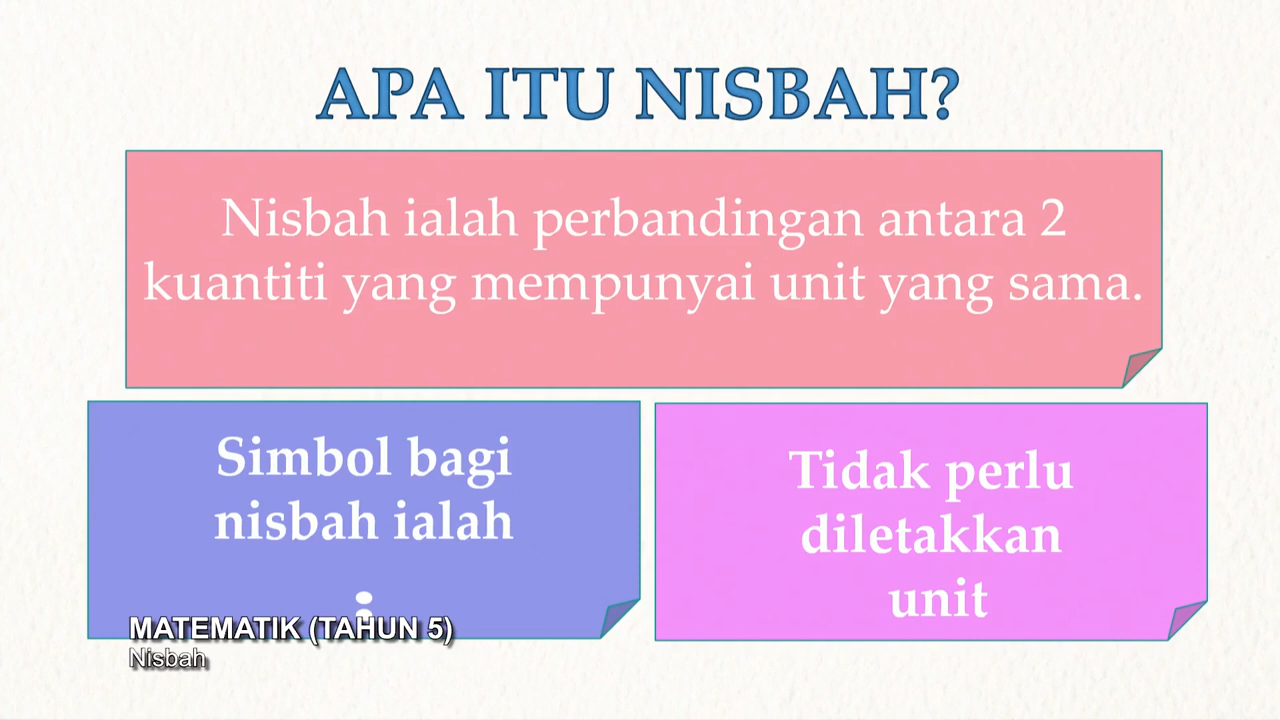 APA ITU NISBAH?
Nisbah ialah perbandingan antara 2
kuantiti yang mempunyai unit yang sama.
Simbol bagi
nisbah ialah
:
Tidak perlu
diletakkan
unit
MATEMATIK (TAHUN 5)
Nisbah